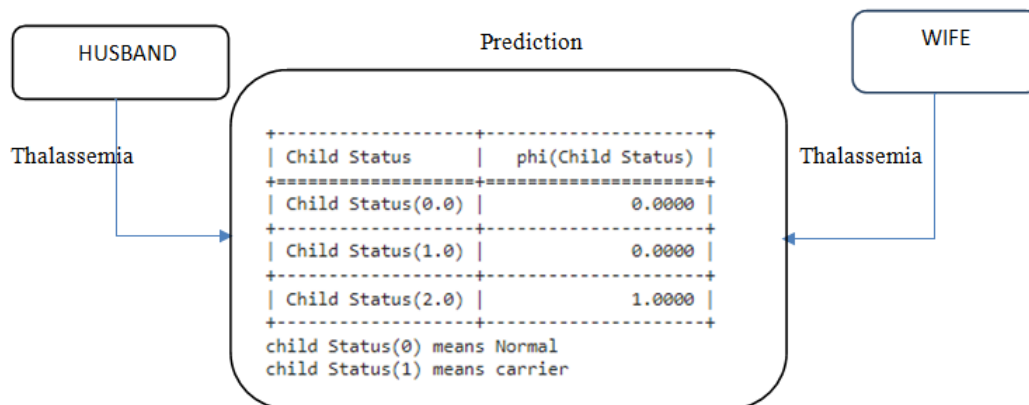 HUSBAND
Prediction
WIFE
Thalassemia
Thalassemia
+-------------------+---------------------+
| Child Status      |   phi(Child Status) |
+===================+=====================+
| Child Status(0.0) |              0.0000 |
+-------------------+---------------------+
| Child Status(1.0) |              0.0000 |
+-------------------+---------------------+
| Child Status(2.0) |              1.0000 |
+-------------------+---------------------+
child Status(0) means Normal
child Status(1) means carrier